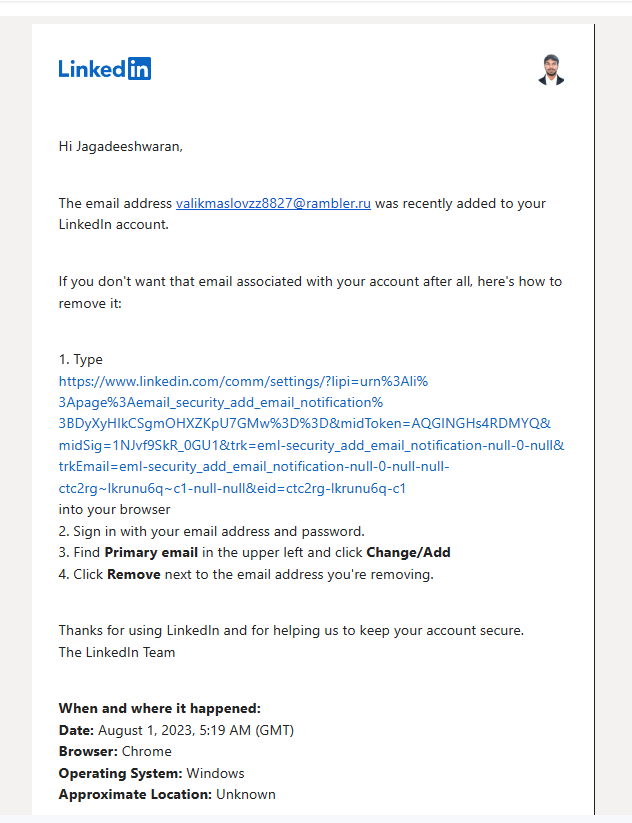 LinkedIn
Hi Jagadeeshwaran,
The email address valikmaslovzz8827@rambler.ru was recently added to your
LinkedIn account.
If you don't want that email associated with your account after all, here's how to
remove it:
1. Type
https://www.linkedin.com/comm/settings/?lipi=urn%3Ali%
3Apage%3Aemail_security_add_email_notification%
3BDyXyHIkCSgmOHXZKpU7GMw%3D%3D&midToken=AQGINGHs4RDMYQ&
midSig=1NJvf9SkR_0GU1&trk=eml-security_add_email_notification-null-0-null&
trkEmail=eml-security_add_email_notification-null-0-null-null-
ctc2rg~lkrunu6q~c1-null-null&eid=ctc2rg-lkrunu6q-c1
into your browser
2. Sign in with your email address and password.
3. Find Primary email in the upper left and click Change/Add
4. Click Remove next to the email address you're removing.
Thanks for using LinkedIn and for helping us to keep your account secure.
The LinkedIn Team
When and where it happened:
Date: August 1, 2023, 5:19 AM (GMT)
Browser: Chrome
Operating System: Windows
Approximate Location: Unknown